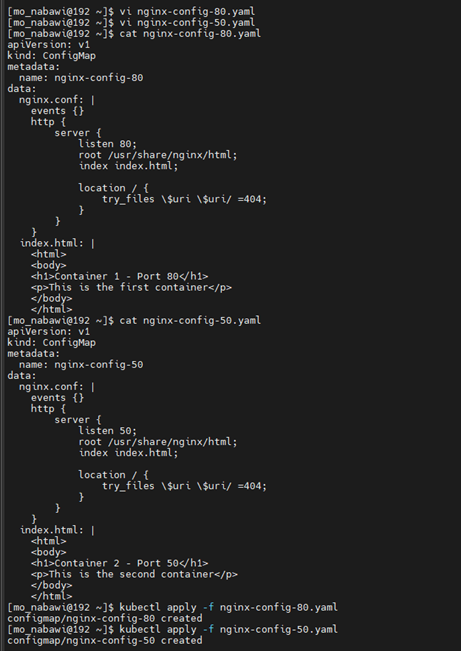 [mo_nabawi@192 ~]$ vi nginx-config-80.yaml
[mo_nabawi@192 ~]$ vi nginx-config-50.yaml
[mo_nabawi@192 ~]$ cat nginx-config-80.yaml
apiVersion: v1
kind: ConfigMap
metadata:
  name: nginx-config-80
data:
  nginx.conf: |
    events {}
    http {
        server {
            listen 80;
            root /usr/share/nginx/html;
            index index.html;

            location / {
                try_files \$uri \$uri/ =404;
            }
        }
    }
  index.html: |
    <html>
    <body>
    <h1>Container 1 - Port 80</h1>
    <p>This is the first container</p>
    </body>
    </html>
[mo_nabawi@192 ~]$ cat nginx-config-50.yaml
apiVersion: v1
kind: ConfigMap
metadata:
  name: nginx-config-50
data:
  nginx.conf: |
    events {}
    http {
        server {
            listen 50;
            root /usr/share/nginx/html;
            index index.html;

            location / {
                try_files \$uri \$uri/ =404;
            }
        }
    }
  index.html: |
    <html>
    <body>
    <h1>Container 2 - Port 50</h1>
    <p>This is the second container</p>
    </body>
    </html>
[mo_nabawi@192 ~]$ kubectl apply -f nginx-config-80.yaml
configmap/nginx-config-80 created
[mo_nabawi@192 ~]$ kubectl apply -f nginx-config-50.yaml
configmap/nginx-config-50 created